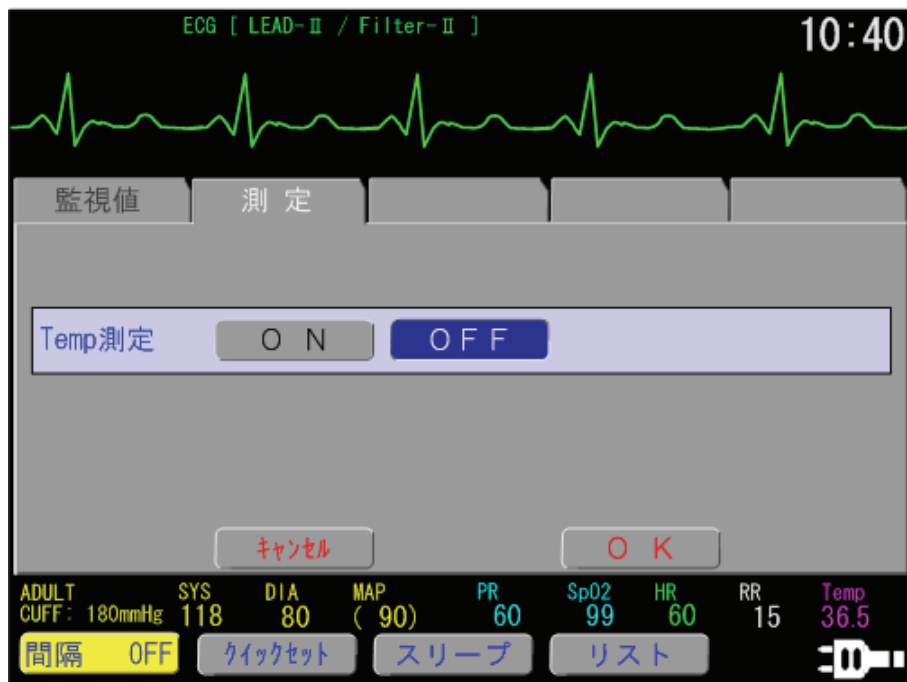 ECG [ LEAD-Ⅱ / Filter-Ⅱ ]
10:40
監視値 測定
Temp測定 ON OFF
キャンセル OK
ADULT SYS DIA MAP PR SpO2 HR RR Temp
CUFF: 180mmHg 118 80 ( 90) 60 99 60 15 36.5
間隔 OFF クイックセット スリープ リスト